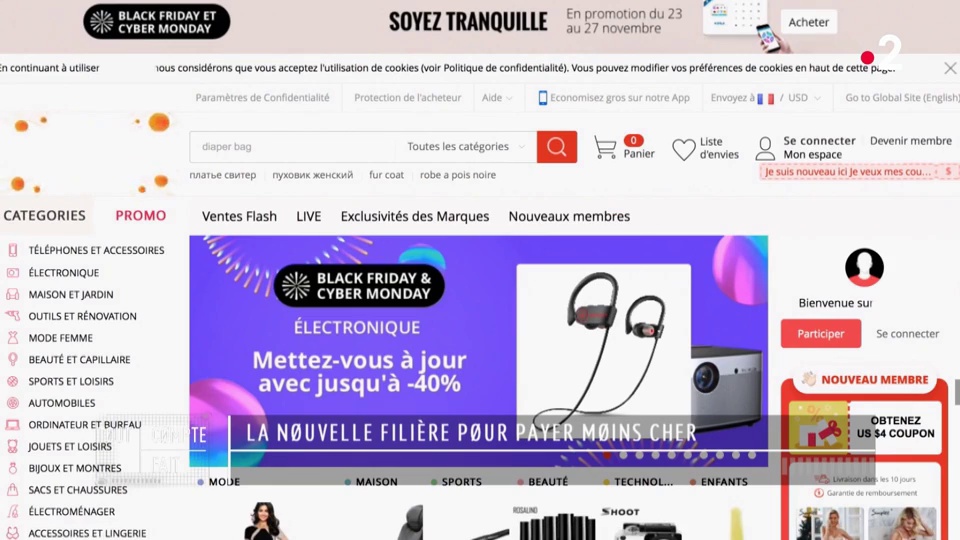 BLACK FRIDAY ET
CYBER MONDAY
SOYEZ TRANQUILLE
En promotion du 23
au 27 novembre
Acheter
2
En continuant à utiliser
nous considérons que vous acceptez l'utilisation de cookies (voir Politique de confidentialité). Vous pouvez modifier vos préférences de cookies en haut de cette page.
Paramètres de Confidentialité
Protection de l'acheteur
Aide
Economisez gros sur notre App
Envoyez à / USD
Go to Global Site (English)
diaper bag
Toutes les catégories
0
Panier
Liste
d'envies
Se connecter
Devenir membre
Mon espace
Je suis nouveau ici Je veux mes cou... $
платье свитер
пуховик женский
fur coat
robe a pois noire
CATEGORIES
PROMO
Ventes Flash
LIVE
Exclusivités des Marques
Nouveaux membres
TÉLÉPHONES ET ACCESSOIRES
ÉLECTRONIQUE
MAISON ET JARDIN
OUTILS ET RÉNOVATION
MODE FEMME
BEAUTÉ ET CAPILLAIRE
SPORTS ET LOISIRS
AUTOMOBILES
ORDINATEUR ET BUREAU
JOUETS ET LOISIRS
BIJOUX ET MONTRES
SACS ET CHAUSSURES
ÉLECTROMÉNAGER
ACCESSOIRES ET LINGERIE
BLACK FRIDAY &
CYBER MONDAY
ÉLECTRONIQUE
Mettez-vous à jour
avec jusqu'à -40%
Bienvenue sur
Participer
Se connecter
NOUVEAU MEMBRE
OBTENEZ
US $4 COUPON
Livraison dans les 10 jours
Garantie de remboursement
TOUT COMPTE
FAIT
LA NØUVELLE FILIÈRE PØUR PAYER MØINS CHER
MODE
MAISON
SPORTS
BEAUTÉ
TECHNOL...
ENFANTS
ROSALIND
SHOOT